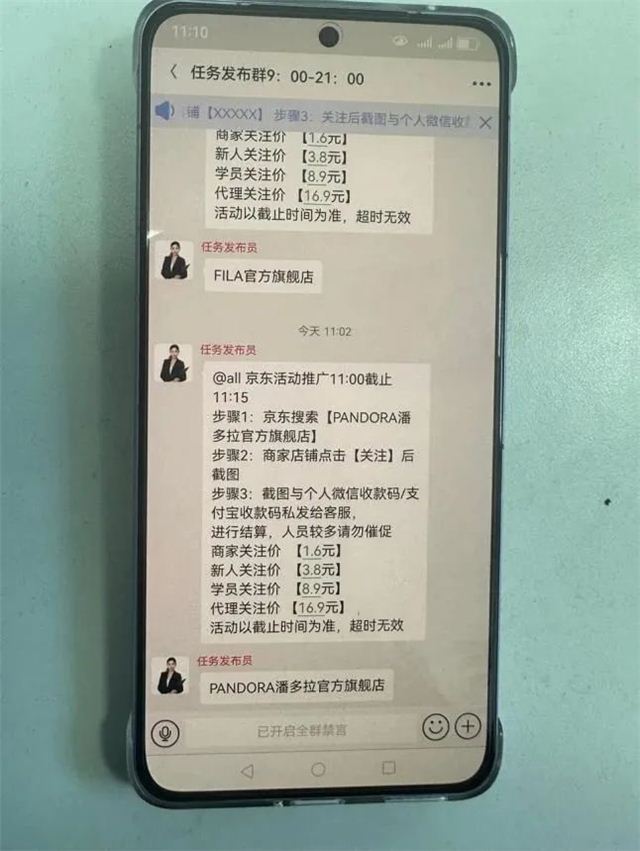 11:10
任务发布群9：00-21：00
铺【XXXXX】 步骤3：关注后截图与个人微信收
商家关注价 【1.6元】
新人关注价 【3.8元】
学员关注价 【8.9元】
代理关注价 【16.9元】
活动以截止时间为准，超时无效
任务发布员
FILA官方旗舰店
今天 11:02
任务发布员
@all 京东活动推广11:00截止
11:15
步骤1：京东搜索【PANDORA潘
多拉官方旗舰店】
步骤2：商家店铺点击【关注】后
截图
步骤3：截图与个人微信收款码/支
付宝收款码私发给客服，
进行结算，人员较多请勿催促
商家关注价 【1.6元】
新人关注价 【3.8元】
学员关注价 【8.9元】
代理关注价 【16.9元】
活动以截止时间为准，超时无效
任务发布员
PANDORA潘多拉官方旗舰店
已开启全群禁言